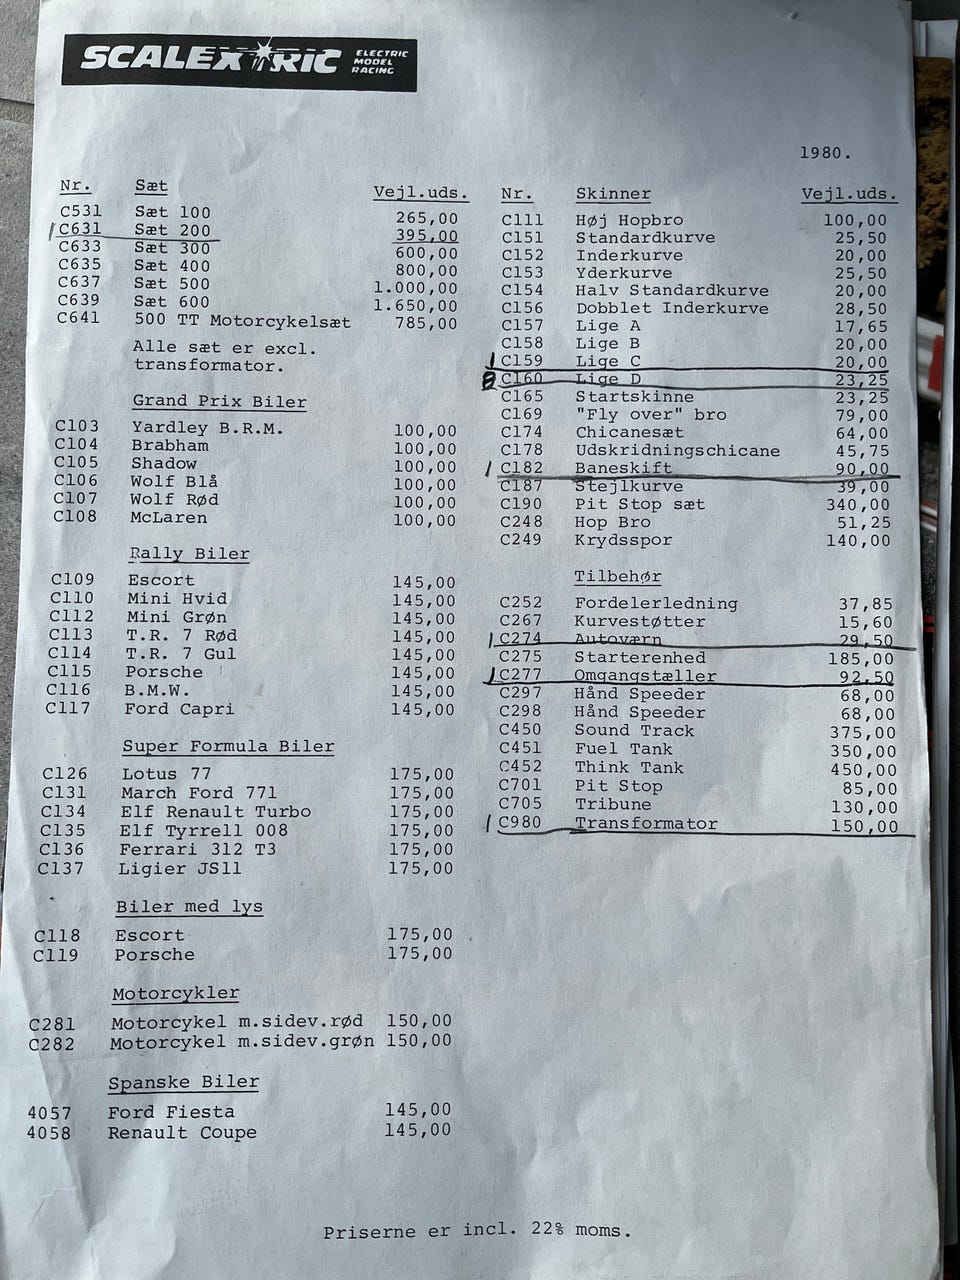 SCALEXTRIC ELECTRIC MODEL RACING
1980.
Nr. Sæt Vejl.uds.
C531 Sæt 100 265,00
1 C631 Sæt 200 395,00
C633 Sæt 300 600,00
C635 Sæt 400 800,00
C637 Sæt 500 1.000,00
C639 Sæt 600 1.650,00
C641 500 TT Motorcykelsæt 785,00
Alle sæt er excl.
transformator.
Grand Prix Biler
C103 Yardley B.R.M. 100,00
C104 Brabham 100,00
C105 Shadow 100,00
C106 Wolf Blå 100,00
C107 Wolf Rød 100,00
C108 McLaren 100,00
Rally Biler
C109 Escort 145,00
C110 Mini Hvid 145,00
C112 Mini Grøn 145,00
C113 T.R. 7 Rød 145,00
C114 T.R. 7 Gul 145,00
C115 Porsche 145,00
C116 B.M.W. 145,00
C117 Ford Capri 145,00
Super Formula Biler
C126 Lotus 77 175,00
C131 March Ford 771 175,00
C134 Elf Renault Turbo 175,00
C135 Elf Tyrrell 008 175,00
C136 Ferrari 312 T3 175,00
C137 Ligier JS11 175,00
Biler med lys
C118 Escort 175,00
C119 Porsche 175,00
Motorcykler
C281 Motorcykel m.sidev.rød 150,00
C282 Motorcykel m.sidev.grøn 150,00
Spanske Biler
4057 Ford Fiesta 145,00
4058 Renault Coupe 145,00
Nr. Skinner Vejl.uds.
C111 Høj Hopbro 100,00
C151 Standardkurve 25,50
C152 Inderkurve 20,00
C153 Yderkurve 25,50
C154 Halv Standardkurve 20,00
C156 Dobblet Inderkurve 28,50
C157 Lige A 17,65
C158 Lige B 20,00
1 C159 Lige C 20,00
8 C160 Lige D 23,25
C165 Startskinne 23,25
C169 "Fly over" bro 79,00
C174 Chicanesæt 64,00
C178 Udskridningschicane 45,75
1 C182 Baneskift 90,00
C187 Stejlkurve 39,00
C190 Pit Stop sæt 340,00
C248 Hop Bro 51,25
C249 Krydsspor 140,00
Tilbehør
C252 Fordelerledning 37,85
C267 Kurvestøtter 15,60
1 C274 Autoværn 29,50
C275 Starterenhed 185,00
1 C277 Omgangstæller 92,50
C297 Hånd Speeder 68,00
C298 Hånd Speeder 68,00
C450 Sound Track 375,00
C451 Fuel Tank 350,00
C452 Think Tank 450,00
C701 Pit Stop 85,00
C705 Tribune 130,00
1 C980 Transformator 150,00
Priserne er incl. 22% moms.